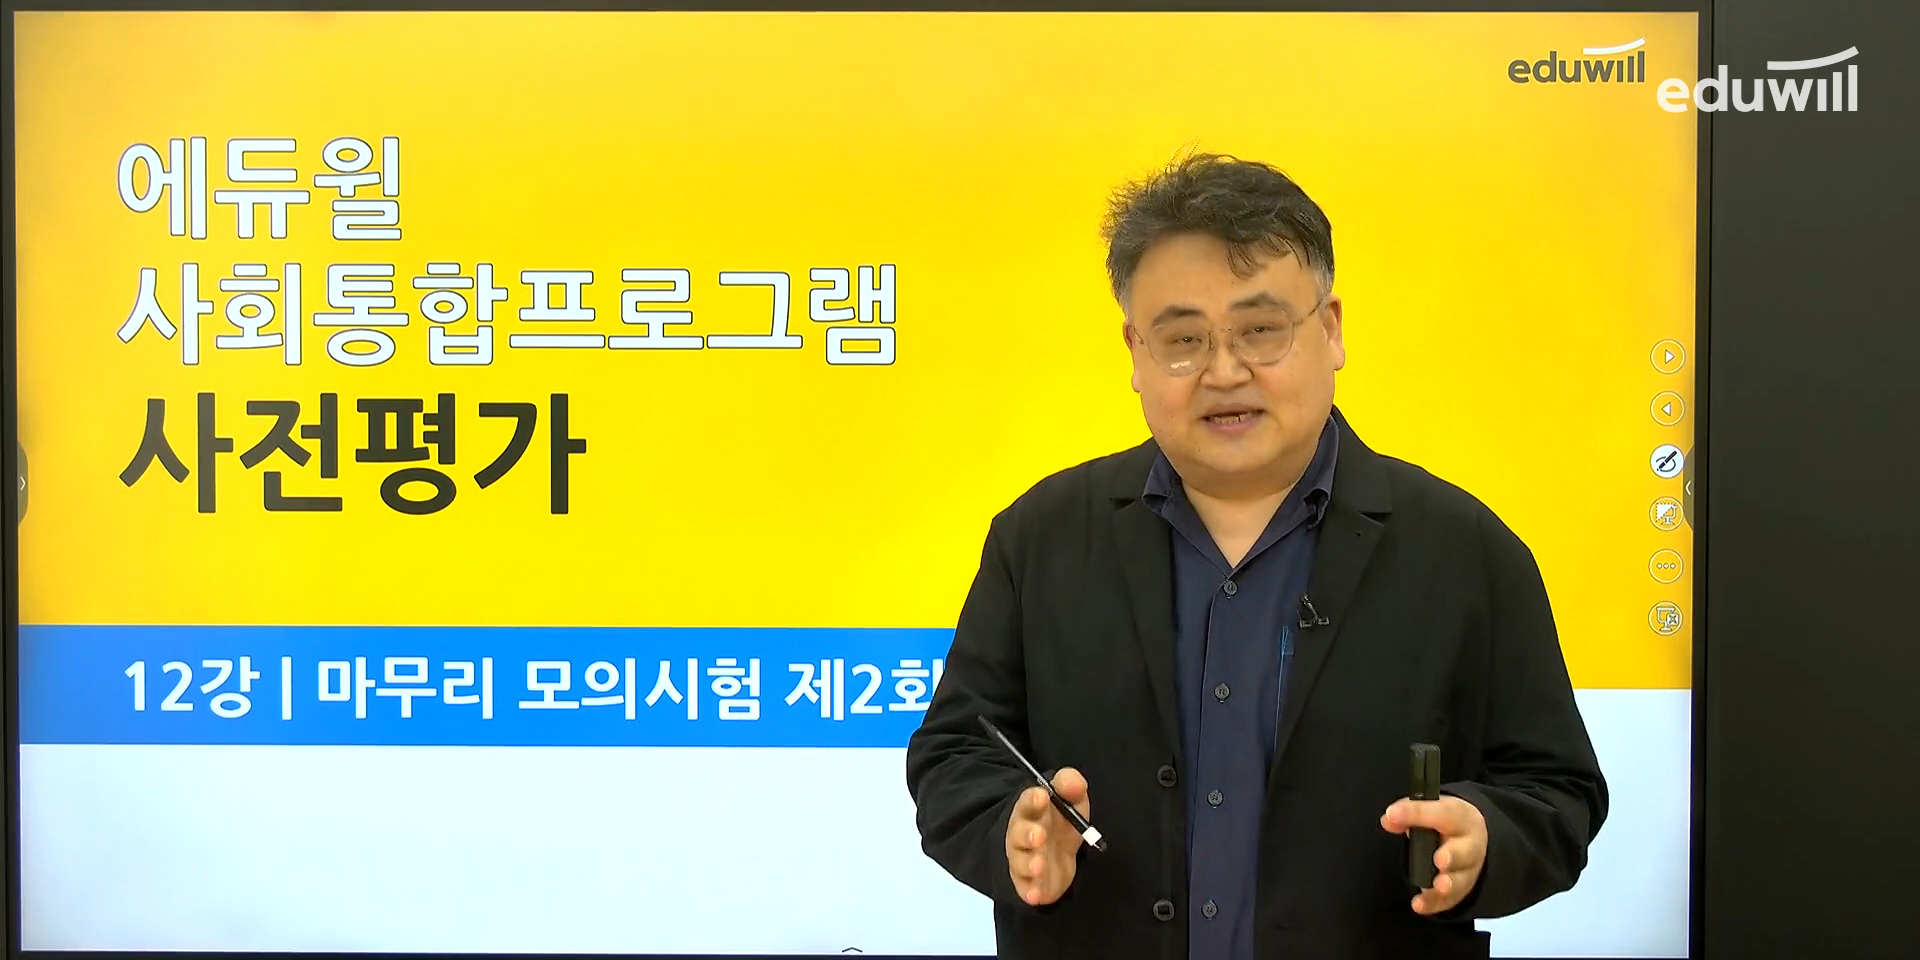 eduwill
eduwill
에듀윌
사회통합프로그램
사전평가
12강 | 마무리 모의시험 제2회